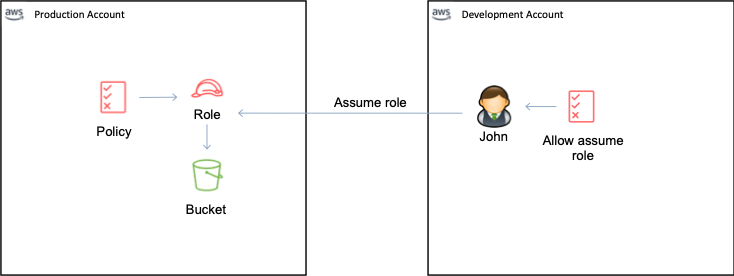 aws Production Account
aws Development Account
Policy
Role
Bucket
Assume role
John
Allow assume
role